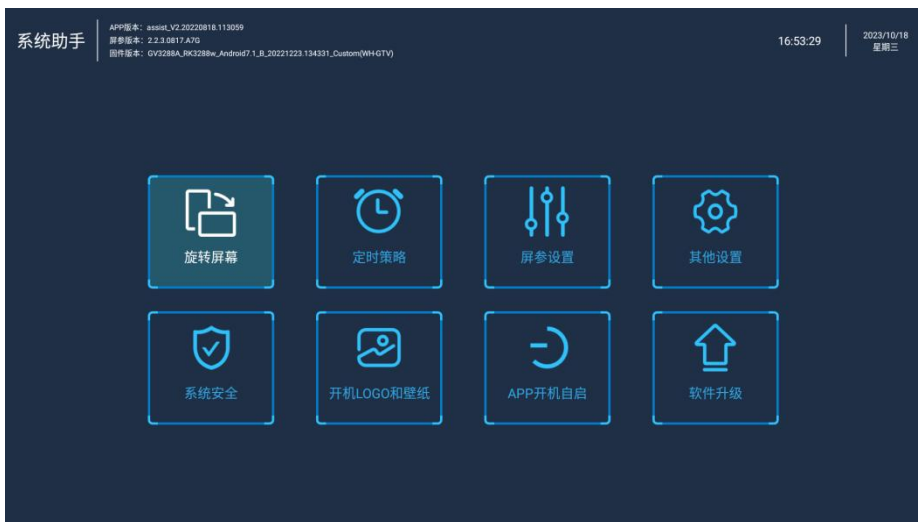 系统助手
APP版本：assist_V2.20220818.113059
屏参版本：2.2.3.0817.A7G
固件版本：GV3288A_RK3288w_Android7.1_B_20221223.134331_Custom(WH-GTV)
16:53:29
2023/10/18
星期三
旋转屏幕
定时策略
屏参设置
其他设置
系统安全
开机LOGO和壁纸
APP开机自启
软件升级